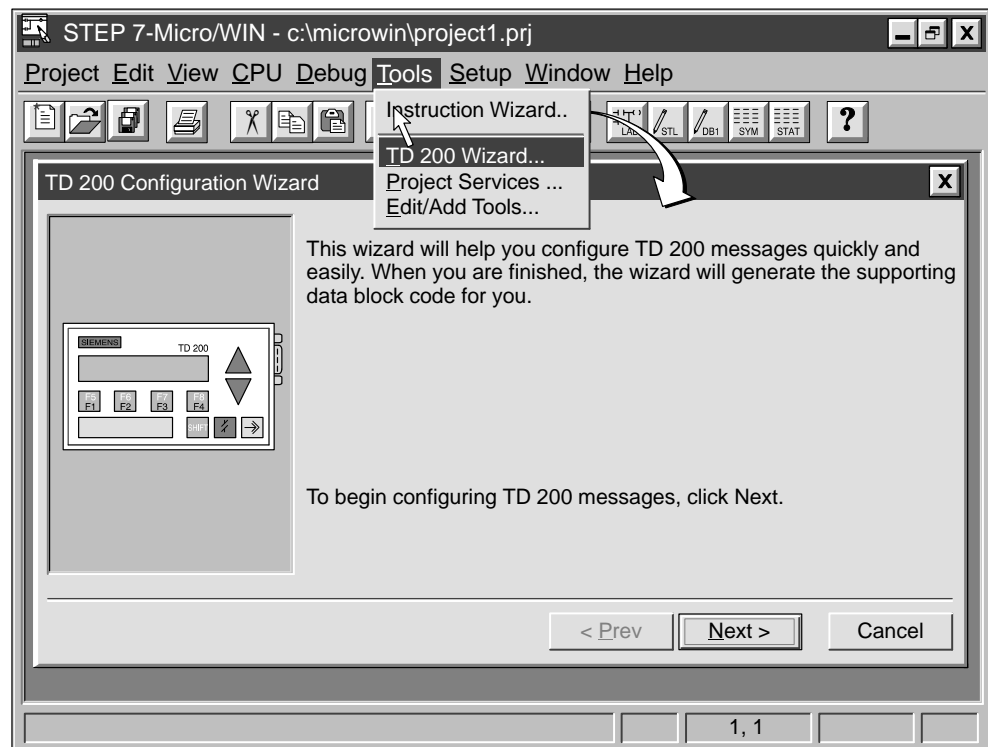 STEP 7-Micro/WIN - c:\microwin\project1.prj
Project Edit View CPU Debug Tools Setup Window Help
Instruction Wizard..
TD 200 Wizard...
Project Services ...
Edit/Add Tools...
LAD STL DB1 SYM STAT ?
TD 200 Configuration Wizard
This wizard will help you configure TD 200 messages quickly and
easily. When you are finished, the wizard will generate the supporting
data block code for you.
SIEMENS
TD 200
F5 F6 F7 F8
F1 F2 F3 F4
SHIFT
To begin configuring TD 200 messages, click Next.
< Prev Next > Cancel
1, 1